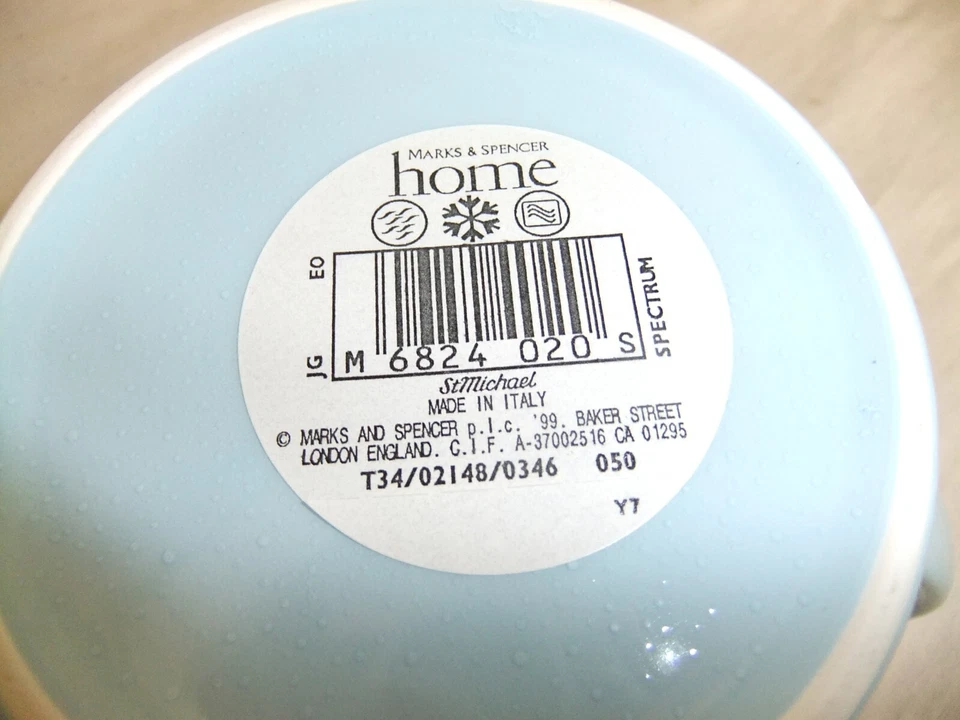 MARKS & SPENCER
home
EO
JG
SPECTRUM
M 6824 020 S
StMichael
MADE IN ITALY
© MARKS AND SPENCER p.l.c. '99. BAKER STREET
LONDON ENGLAND. C.I.F. A-37002516 CA 01295
T34/02148/0346 050
Y7